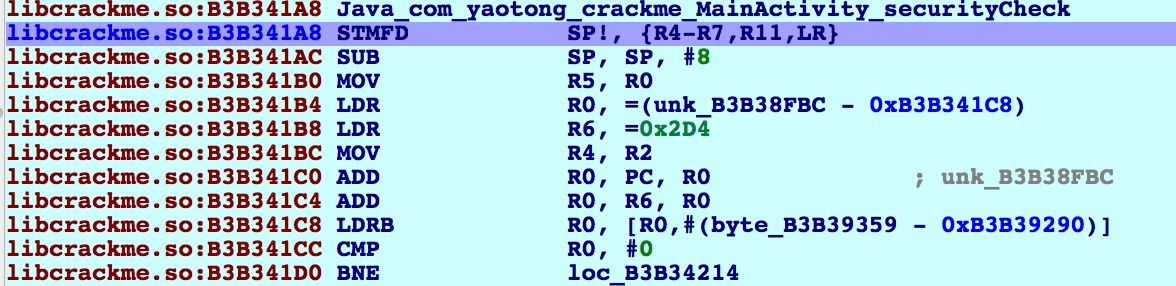 libcrackme.so:B3B341A8 Java_com_yaotong_crackme_MainActivity_securityCheck
libcrackme.so:B3B341A8 STMFD SP!, {R4-R7,R11,LR}
libcrackme.so:B3B341AC SUB SP, SP, #8
libcrackme.so:B3B341B0 MOV R5, R0
libcrackme.so:B3B341B4 LDR R0, =(unk_B3B38FBC - 0xB3B341C8)
libcrackme.so:B3B341B8 LDR R6, =0x2D4
libcrackme.so:B3B341BC MOV R4, R2
libcrackme.so:B3B341C0 ADD R0, PC, R0 ; unk_B3B38FBC
libcrackme.so:B3B341C4 ADD R0, R6, R0
libcrackme.so:B3B341C8 LDRB R0, [R0,#(byte_B3B39359 - 0xB3B39290)]
libcrackme.so:B3B341CC CMP R0, #0
libcrackme.so:B3B341D0 BNE loc_B3B34214